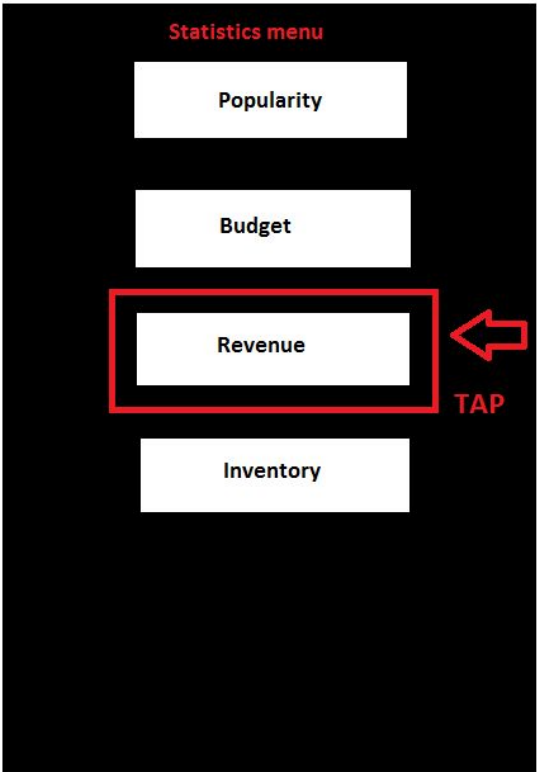 Statistics menu
Popularity
Budget
Revenue
TAP
Inventory